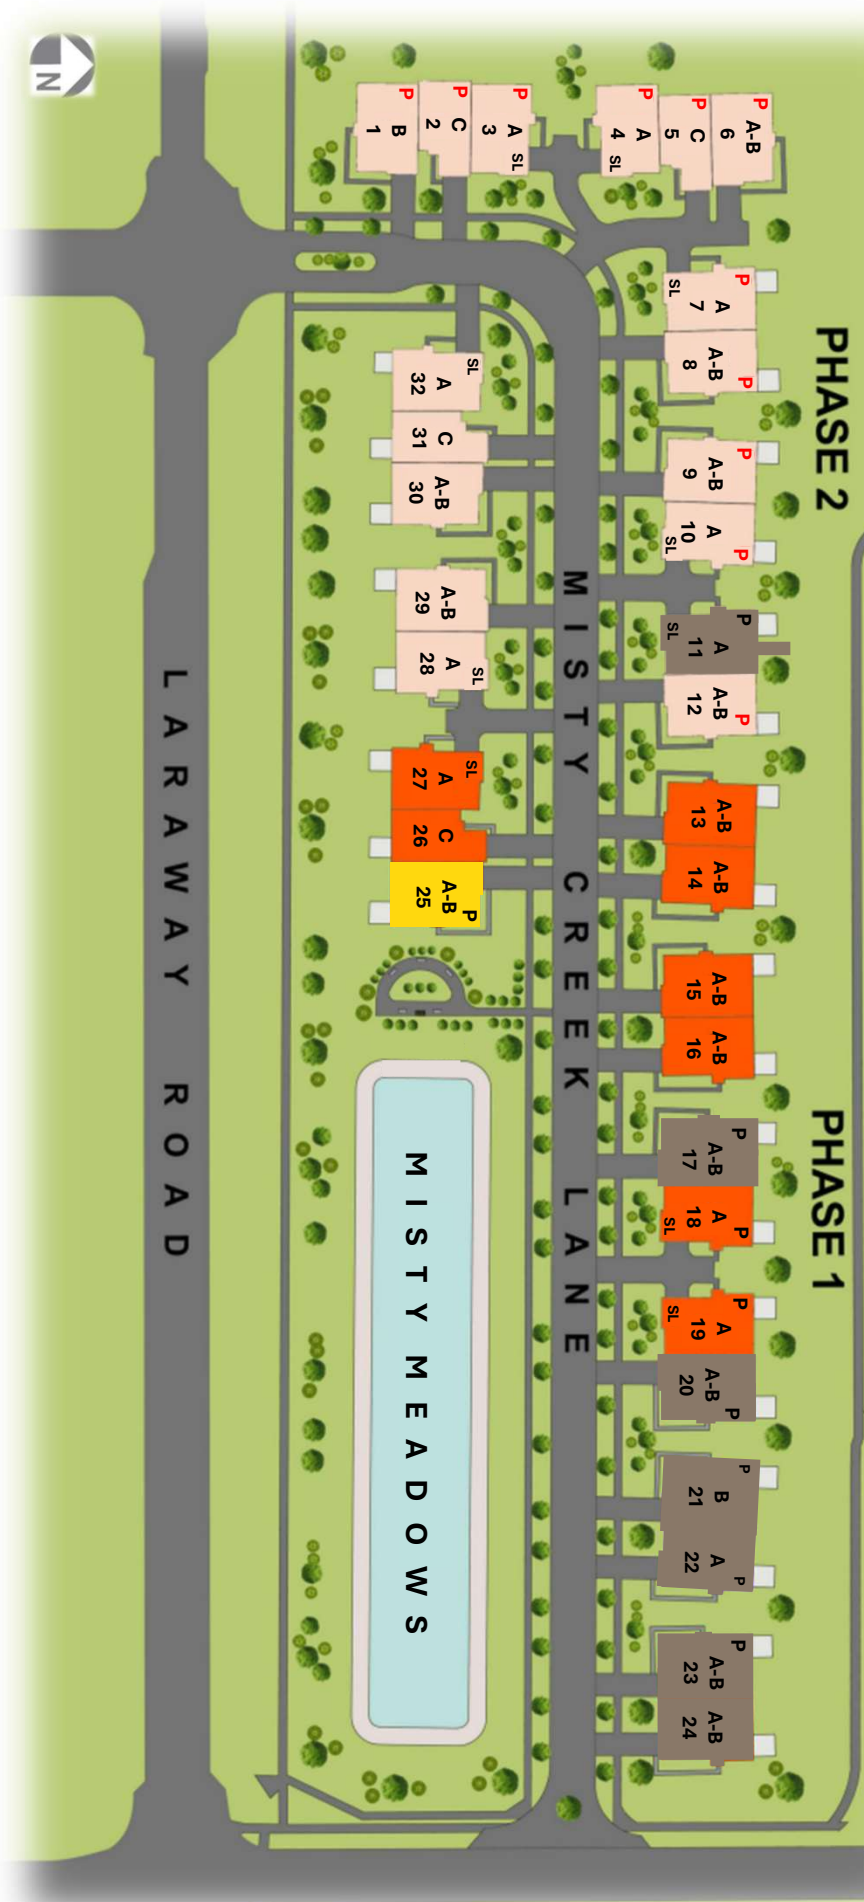 N
P
B
1
P
C
2
P
A
3
SL
P
A
4
SL
P
C
5
P
A-B
6
P
A
7
SL
A-B
8
P
P
A-B
9
A
10
P
SL
P
A
11
SL
A-B
12
P
A-B
13
A-B
14
A-B
15
A-B
16
P
A-B
17
A
18
P
SL
P
A
19
SL
A-B
20
P
P
B
21
A
22
P
P
A-B
23
A-B
24
SL
A
32
C
31
A-B
30
A-B
29
A
28
SL
SL
A
27
C
26
A-B
25
P
PHASE 2
PHASE 1
MISTY CREEK LANE
LARAWAY ROAD
MISTY MEADOWS